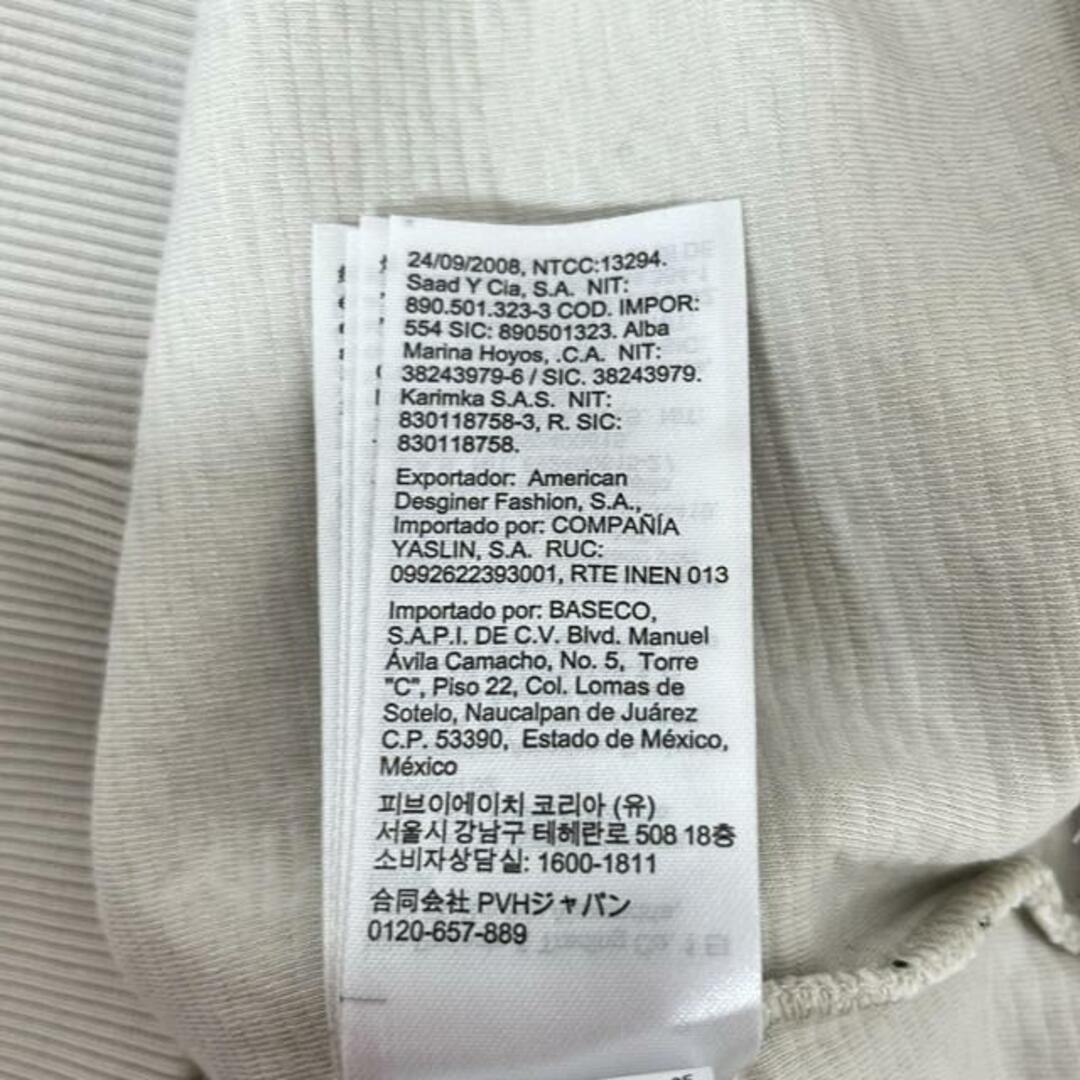 24/09/2008, NTCC:13294.
Saad Y Cia, S.A. NIT:
890.501.323-3 COD. IMPOR:
554 SIC: 890501323. Alba
Marina Hoyos, .C.A. NIT:
38243979-6 / SIC. 38243979.
Karimka S.A.S. NIT:
830118758-3, R. SIC:
830118758.
Exportador: American
Desginer Fashion, S.A.,
Importado por: COMPAÑÍA
YASLIN, S.A. RUC:
0992622393001, RTE INEN 013
Importado por: BASECO,
S.A.P.I. DE C.V. Blvd. Manuel
Ávila Camacho, No. 5, Torre
"C", Piso 22, Col. Lomas de
Sotelo, Naucalpan de Juárez
C.P. 53390, Estado de México,
México
피브이에이치 코리아 (유)
서울시 강남구 테헤란로 508 18층
소비자상담실: 1600-1811
合同会社 PVHジャパン
0120-657-889